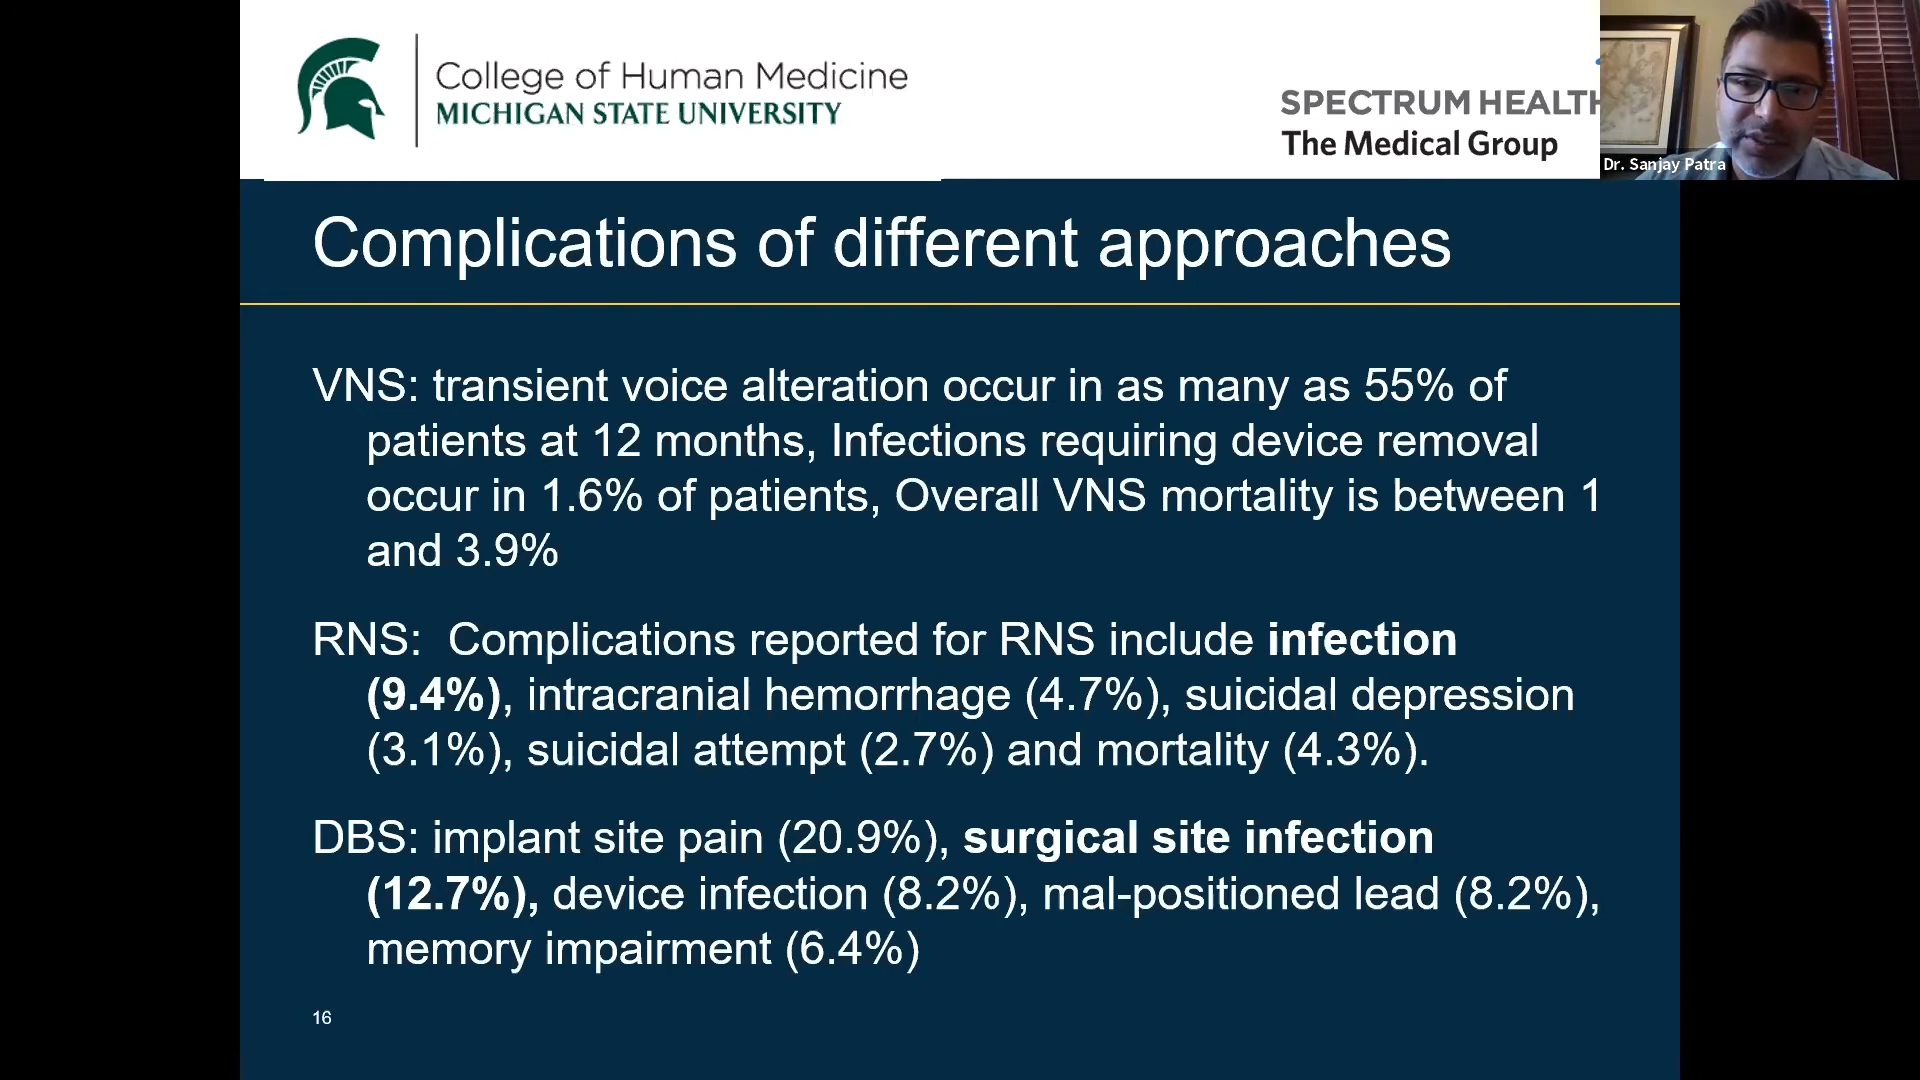 College of Human Medicine
MICHIGAN STATE UNIVERSITY
SPECTRUM HEALTH
The Medical Group
Dr. Sanjay Patra
Complications of different approaches
VNS: transient voice alteration occur in as many as 55% of
patients at 12 months, Infections requiring device removal
occur in 1.6% of patients, Overall VNS mortality is between 1
and 3.9%
RNS:  Complications reported for RNS include infection
(9.4%), intracranial hemorrhage (4.7%), suicidal depression
(3.1%), suicidal attempt (2.7%) and mortality (4.3%).
DBS: implant site pain (20.9%), surgical site infection
(12.7%), device infection (8.2%), mal-positioned lead (8.2%),
memory impairment (6.4%)
16